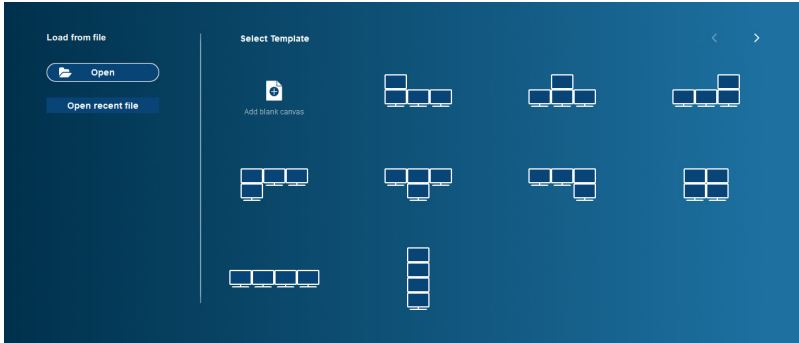 Load from file
Select Template
Open
Open recent file
Add blank canvas